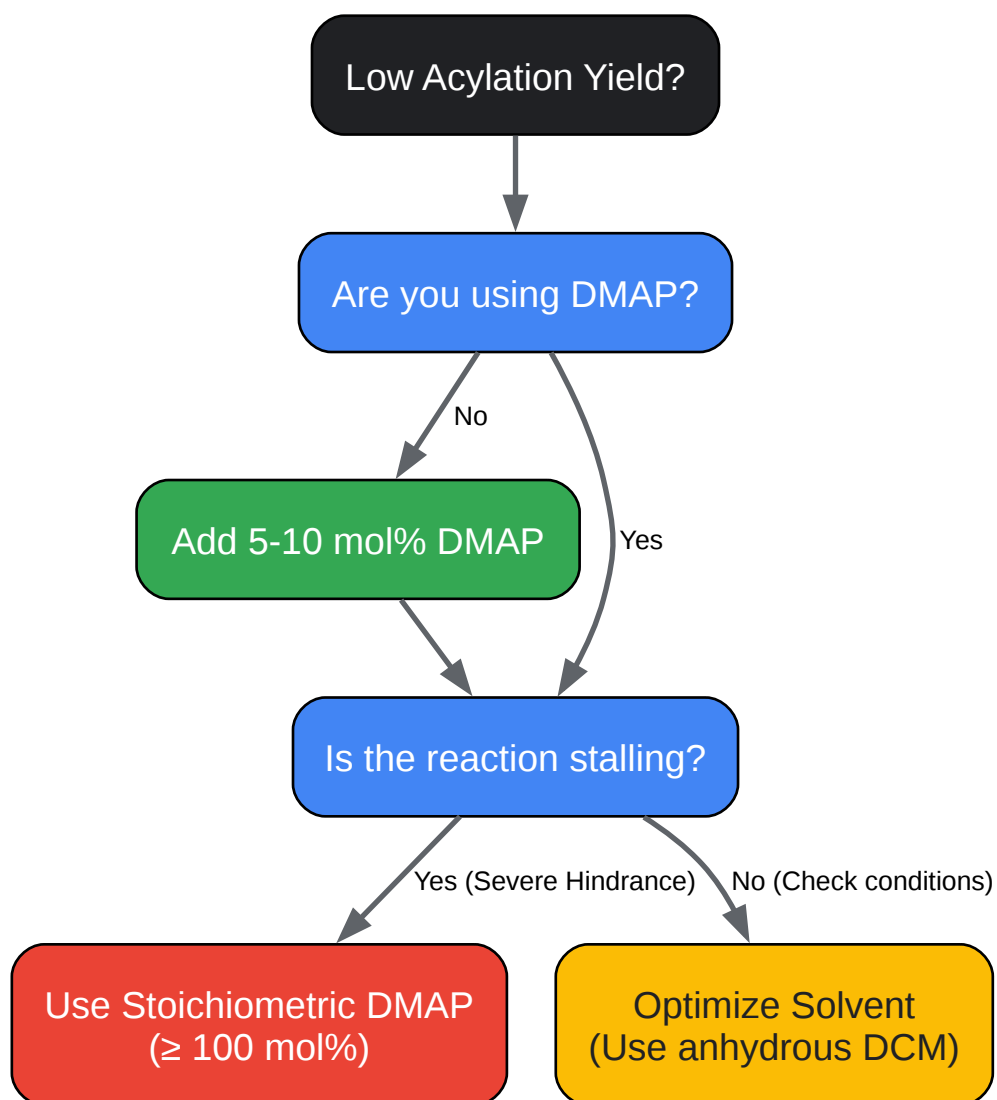 Low Acylation Yield?
Are you using DMAP?
No
Add 5-10 mol% DMAP
Yes
Is the reaction stalling?
Yes (Severe Hindrance)
No (Check conditions)
Use Stoichiometric DMAP
(≥ 100 mol%)
Optimize Solvent
(Use anhydrous DCM)